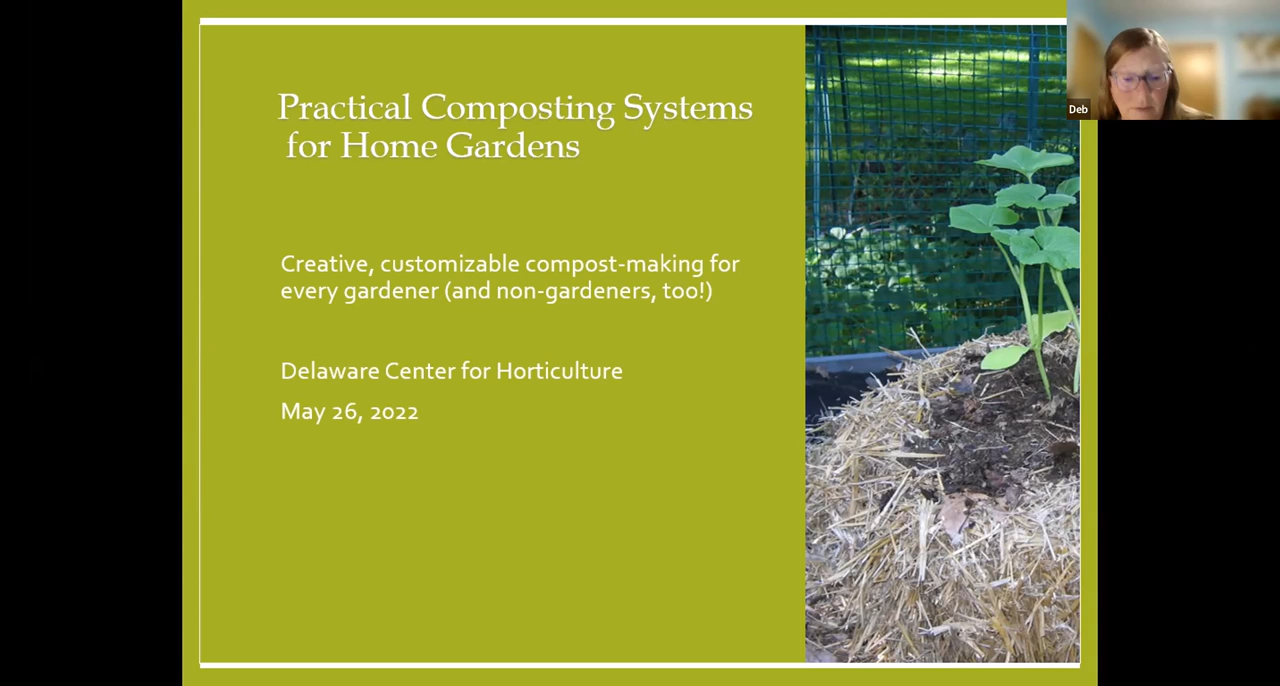 Practical Composting Systems
for Home Gardens
Creative, customizable compost-making for
every gardener (and non-gardeners, too!)
Delaware Center for Horticulture
May 26, 2022
Deb